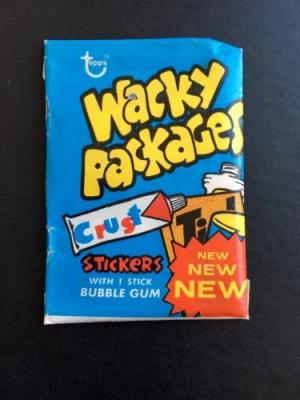 topps
Wacky
Packages
Crust
Ti
STICKERS
WITH 1 STICK
BUBBLE GUM
NEW
NEW
NEW